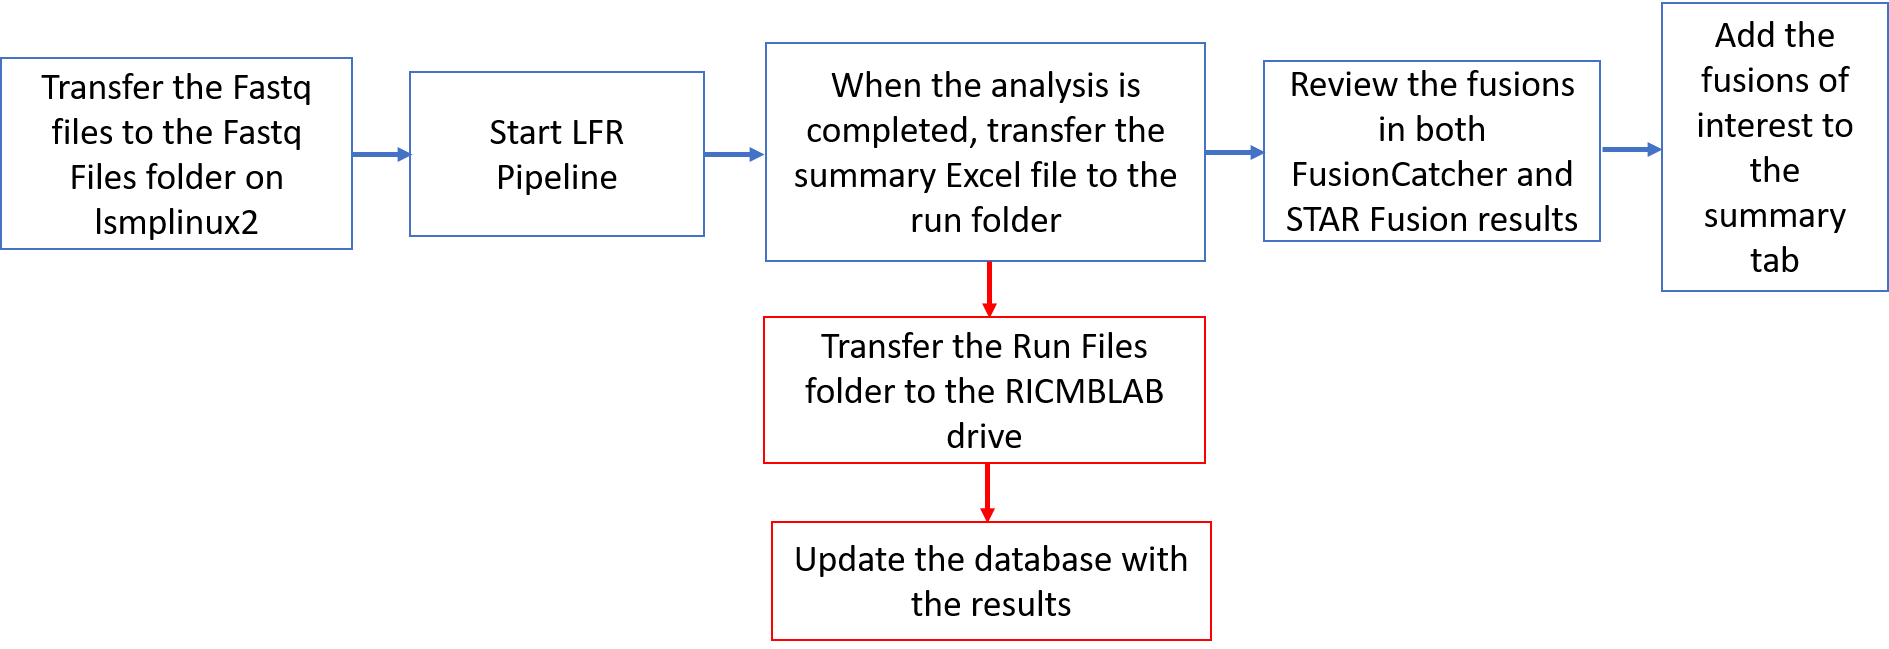 Transfer the Fastq
files to the Fastq
Files folder on
lsmplinux2
Start LFR
Pipeline
When the analysis is
completed, transfer the
summary Excel file to the
run folder
Review the fusions
in both
FusionCatcher and
STAR Fusion results
Add the
fusions of
interest to
the
summary
tab
Transfer the Run Files
folder to the RICMBLAB
drive
Update the database with
the results